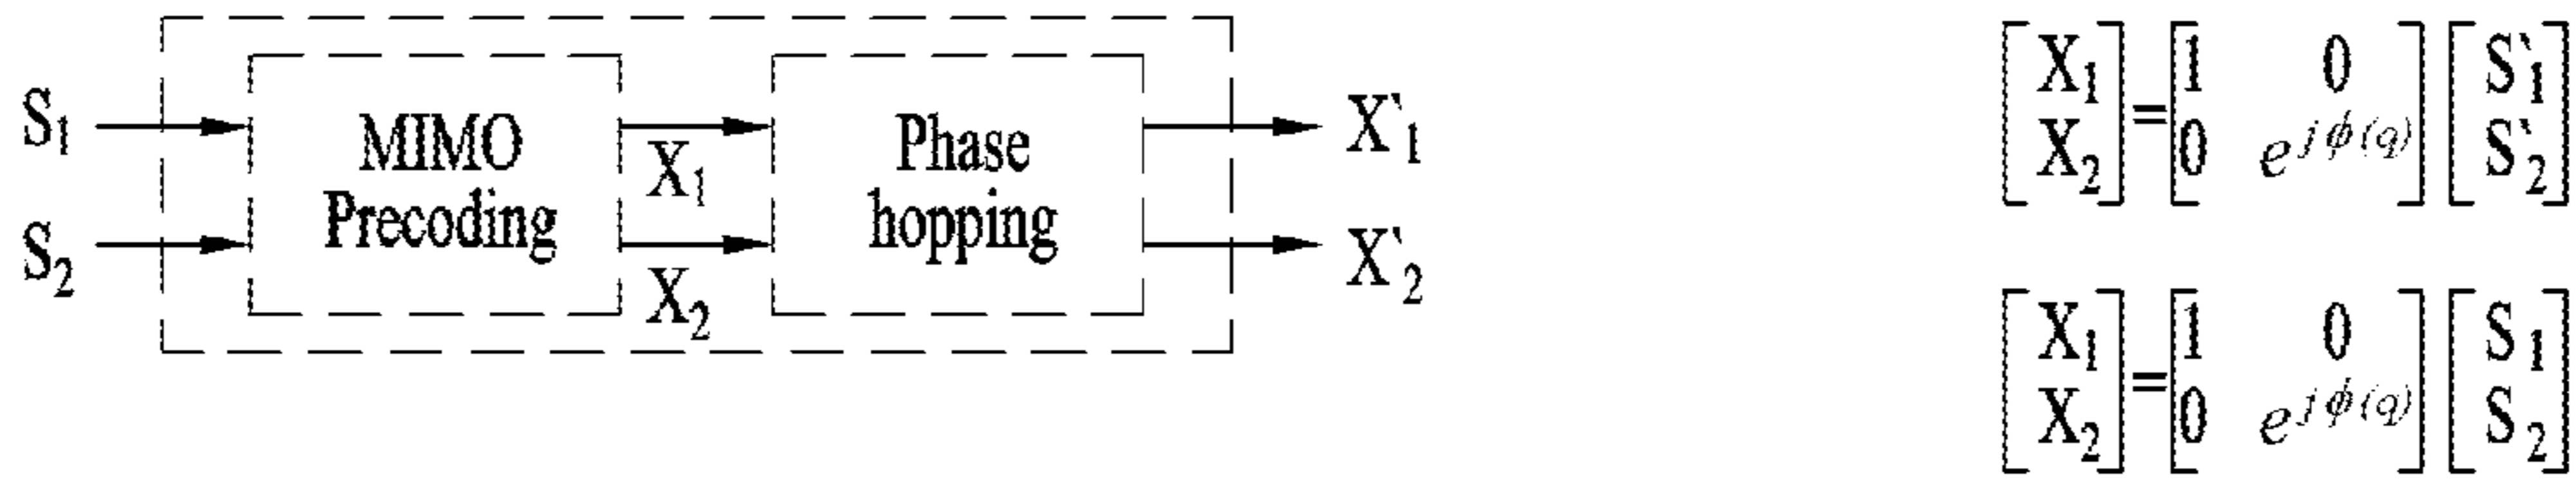 S1
S2
MIMO
Precoding
X1
X2
Phase
hopping
X`1
X`2
[X1 X2] = [1 0 0 e^jϕ(q)] [S`1 S`2]
[X1 X2] = [1 0 0 e^jϕ(q)] [S1 S2]